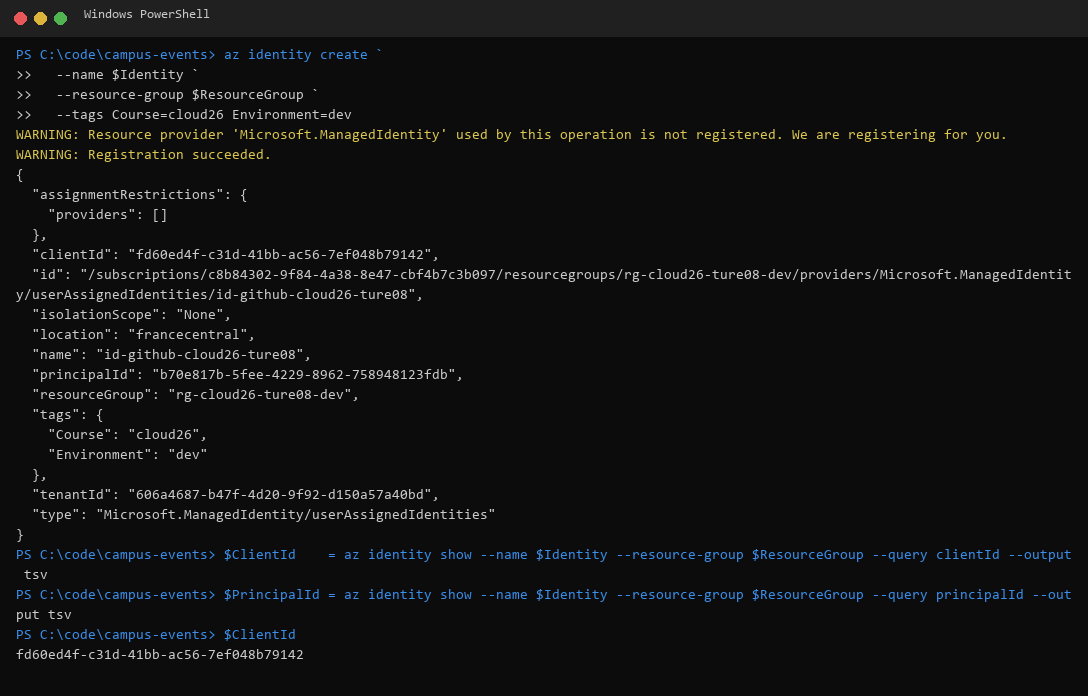 Windows PowerShell
PS C:\code\campus-events> az identity create `
>>   --name $Identity `
>>   --resource-group $ResourceGroup `
>>   --tags Course=cloud26 Environment=dev
WARNING: Resource provider 'Microsoft.ManagedIdentity' used by this operation is not registered. We are registering for you.
WARNING: Registration succeeded.
{
  "assignmentRestrictions": {
    "providers": []
  },
  "clientId": "fd60ed4f-c31d-41bb-ac56-7ef048b79142",
  "id": "/subscriptions/c8b84302-9f84-4a38-8e47-cbf4b7c3b097/resourcegroups/rg-cloud26-ture08-dev/providers/Microsoft.ManagedIdentit
y/userAssignedIdentities/id-github-cloud26-ture08",
  "isolationScope": "None",
  "location": "francecentral",
  "name": "id-github-cloud26-ture08",
  "principalId": "b70e817b-5fee-4229-8962-758948123fdb",
  "resourceGroup": "rg-cloud26-ture08-dev",
  "tags": {
    "Course": "cloud26",
    "Environment": "dev"
  },
  "tenantId": "606a4687-b47f-4d20-9f92-d150a57a40bd",
  "type": "Microsoft.ManagedIdentity/userAssignedIdentities"
}
PS C:\code\campus-events> $ClientId    = az identity show --name $Identity --resource-group $ResourceGroup --query clientId --output
 tsv
PS C:\code\campus-events> $PrincipalId = az identity show --name $Identity --resource-group $ResourceGroup --query principalId --out
put tsv
PS C:\code\campus-events> $ClientId
fd60ed4f-c31d-41bb-ac56-7ef048b79142